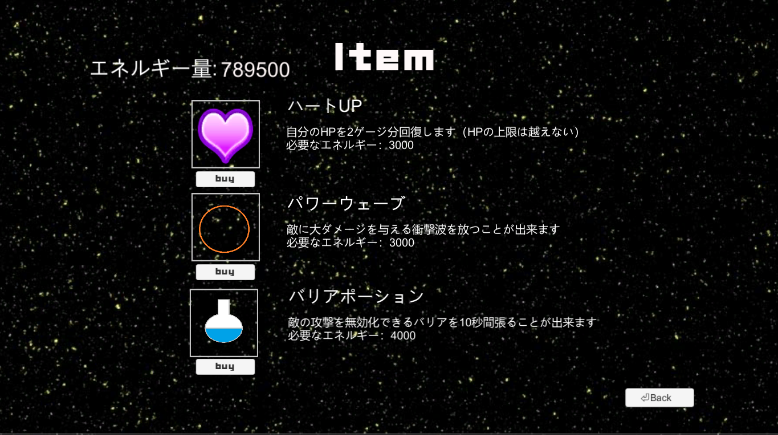 Item
エネルギー量: 789500
ハートUP
自分のHPを2ゲージ分回復します（HPの上限は越えない）
必要なエネルギー: 3000
buy
パワーウェーブ
敵に大ダメージを与える衝撃波を放つことが出来ます
必要なエネルギー: 3000
buy
バリアポーション
敵の攻撃を無効化できるバリアを10秒間張ることが出来ます
必要なエネルギー: 4000
buy
⏎Back